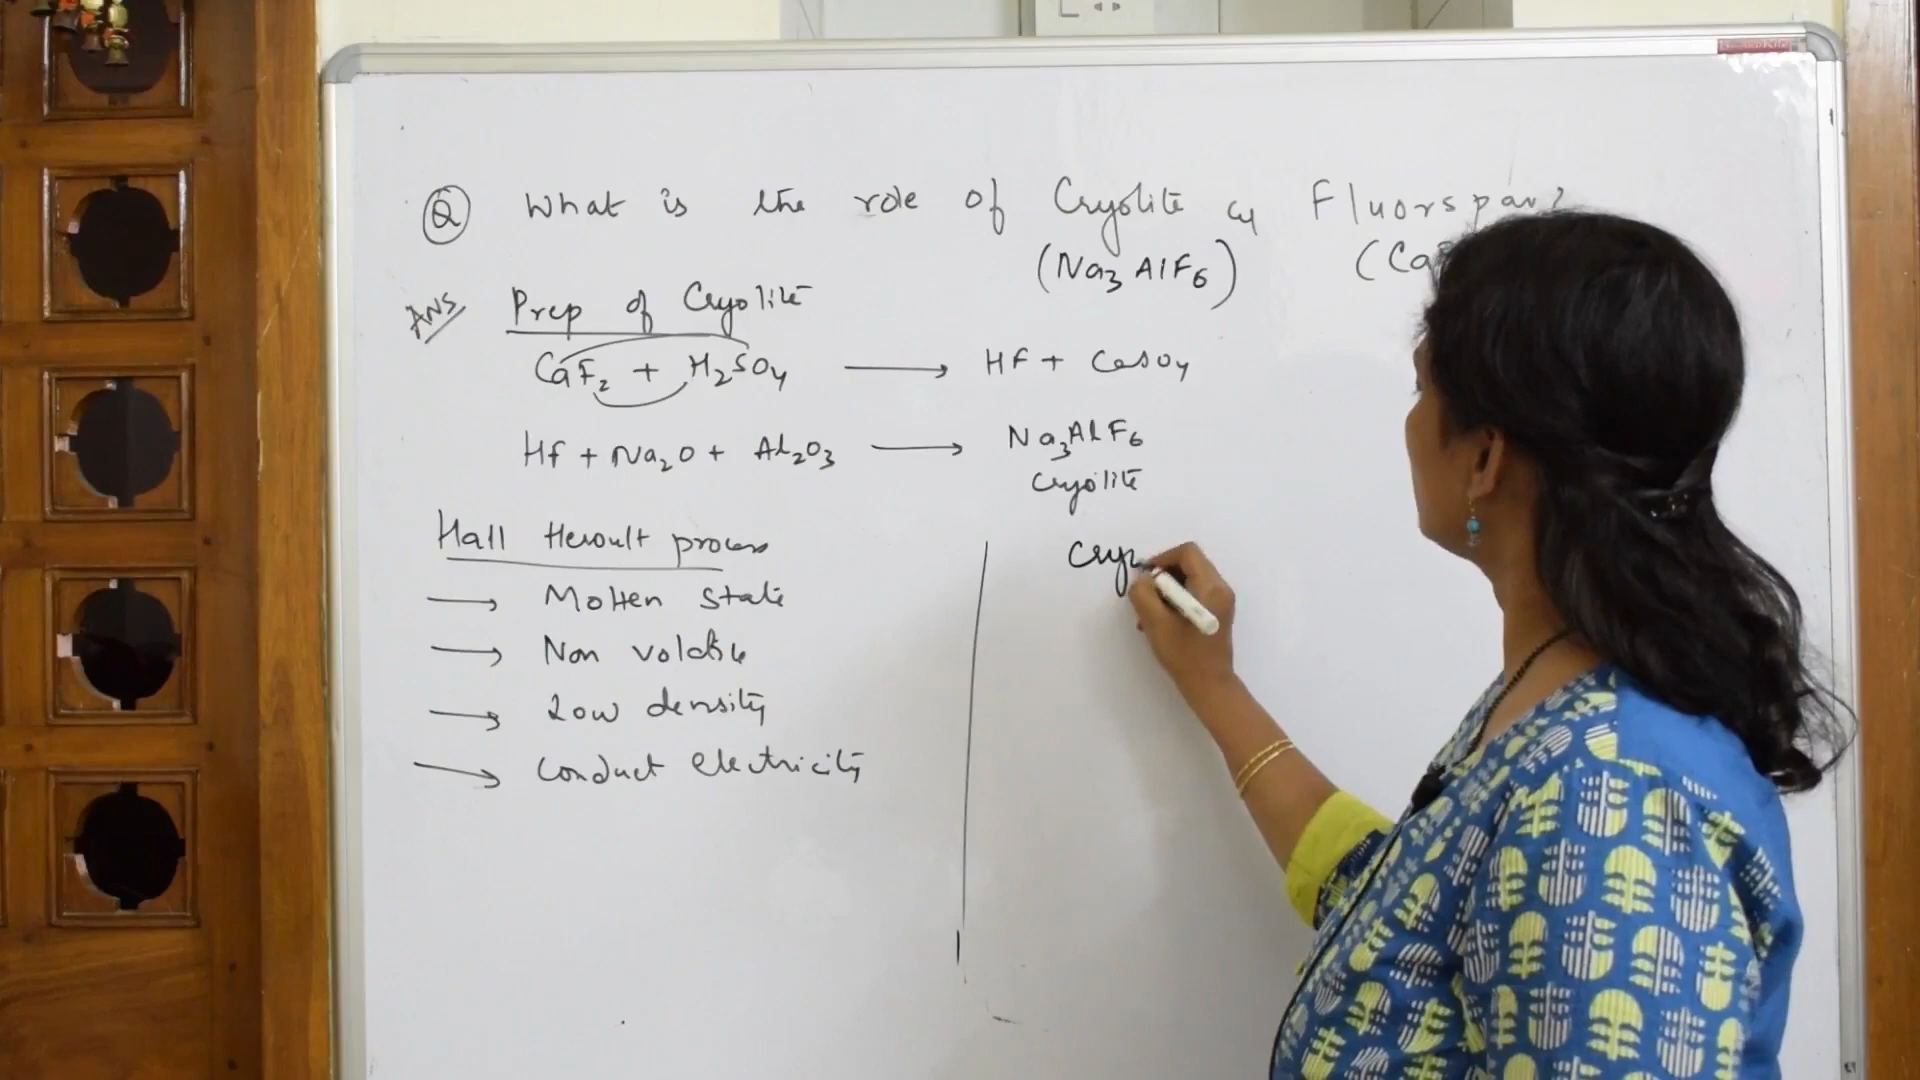 Q What is the role of Cryolite & Fluorspar?
(Na3AlF6) (Ca
Ans Prep of Cryolite
CaF2 + H2SO4 ⟶ HF + CaSO4
HF + Na2O + Al2O3 ⟶ Na3AlF6
Cryolite
Hall Heroult process
→ Molten state
→ Non volatile
→ Low density
→ Conduct electricity
Cryo